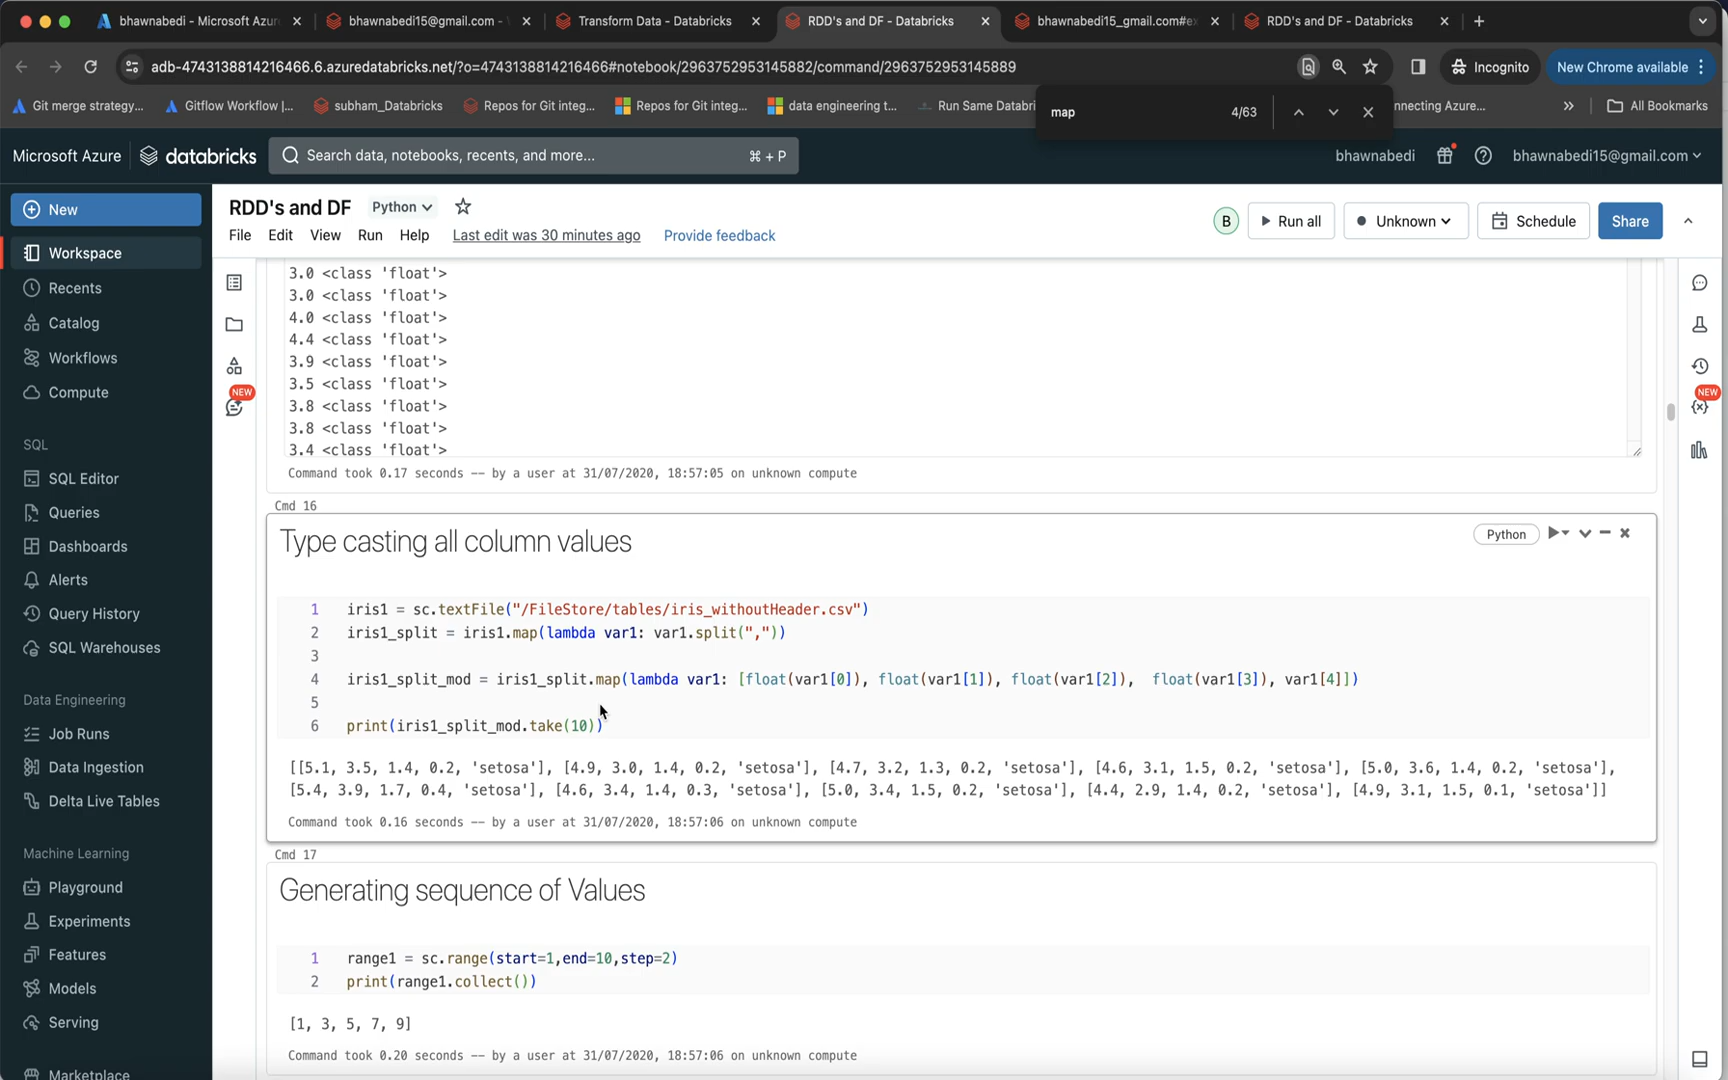 bhawnabedi - Microsoft Azur
bhawnabedi15@gmail.com -
Transform Data - Databricks
RDD's and DF - Databricks
bhawnabedi15_gmail.com#ex
RDD's and DF - Databricks
adb-4743138814216466.6.azuredatabricks.net/?o=4743138814216466#notebook/2963752953145882/command/2963752953145889
Incognito
New Chrome available
Git merge strategy...
Gitflow Workflow |...
subham_Databricks
Repos for Git integ...
Repos for Git integ...
data engineering t...
Run Same Databri
nnecting Azure...
»
All Bookmarks
map
4/63
Microsoft Azure
databricks
Search data, notebooks, recents, and more...
⌘ + P
bhawnabedi
bhawnabedi15@gmail.com
New
Workspace
Recents
Catalog
Workflows
Compute
SQL
SQL Editor
Queries
Dashboards
Alerts
Query History
SQL Warehouses
Data Engineering
Job Runs
Data Ingestion
Delta Live Tables
Machine Learning
Playground
Experiments
Features
Models
Serving
Marketplace
RDD's and DF
Python
B
Run all
Unknown
Schedule
Share
File Edit View Run Help Last edit was 30 minutes ago Provide feedback
NEW
NEW
3.0 <class 'float'>
3.0 <class 'float'>
4.0 <class 'float'>
4.4 <class 'float'>
3.9 <class 'float'>
3.5 <class 'float'>
3.8 <class 'float'>
3.8 <class 'float'>
3.4 <class 'float'>
Command took 0.17 seconds -- by a user at 31/07/2020, 18:57:05 on unknown compute
Cmd 16
Type casting all column values
Python
1 iris1 = sc.textFile("/FileStore/tables/iris_withoutHeader.csv")
2 iris1_split = iris1.map(lambda var1: var1.split(","))
3
4 iris1_split_mod = iris1_split.map(lambda var1: [float(var1[0]), float(var1[1]), float(var1[2]),  float(var1[3]), var1[4]])
5
6 print(iris1_split_mod.take(10))
[[5.1, 3.5, 1.4, 0.2, 'setosa'], [4.9, 3.0, 1.4, 0.2, 'setosa'], [4.7, 3.2, 1.3, 0.2, 'setosa'], [4.6, 3.1, 1.5, 0.2, 'setosa'], [5.0, 3.6, 1.4, 0.2, 'setosa'],
[5.4, 3.9, 1.7, 0.4, 'setosa'], [4.6, 3.4, 1.4, 0.3, 'setosa'], [5.0, 3.4, 1.5, 0.2, 'setosa'], [4.4, 2.9, 1.4, 0.2, 'setosa'], [4.9, 3.1, 1.5, 0.1, 'setosa']]
Command took 0.16 seconds -- by a user at 31/07/2020, 18:57:06 on unknown compute
Cmd 17
Generating sequence of Values
1 range1 = sc.range(start=1,end=10,step=2)
2 print(range1.collect())
[1, 3, 5, 7, 9]
Command took 0.20 seconds -- by a user at 31/07/2020, 18:57:06 on unknown compute